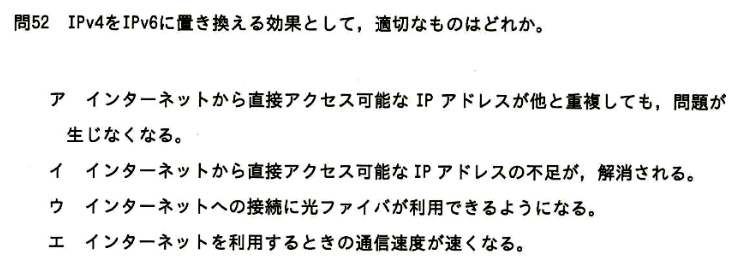 問52 IPv4をIPv6に置き換える効果として，適切なものはどれか。
ア インターネットから直接アクセス可能な IP アドレスが他と重複しても，問題が
生じなくなる。
イ インターネットから直接アクセス可能な IP アドレスの不足が，解消される。
ウ インターネットへの接続に光ファイバが利用できるようになる。
エ インターネットを利用するときの通信速度が速くなる。